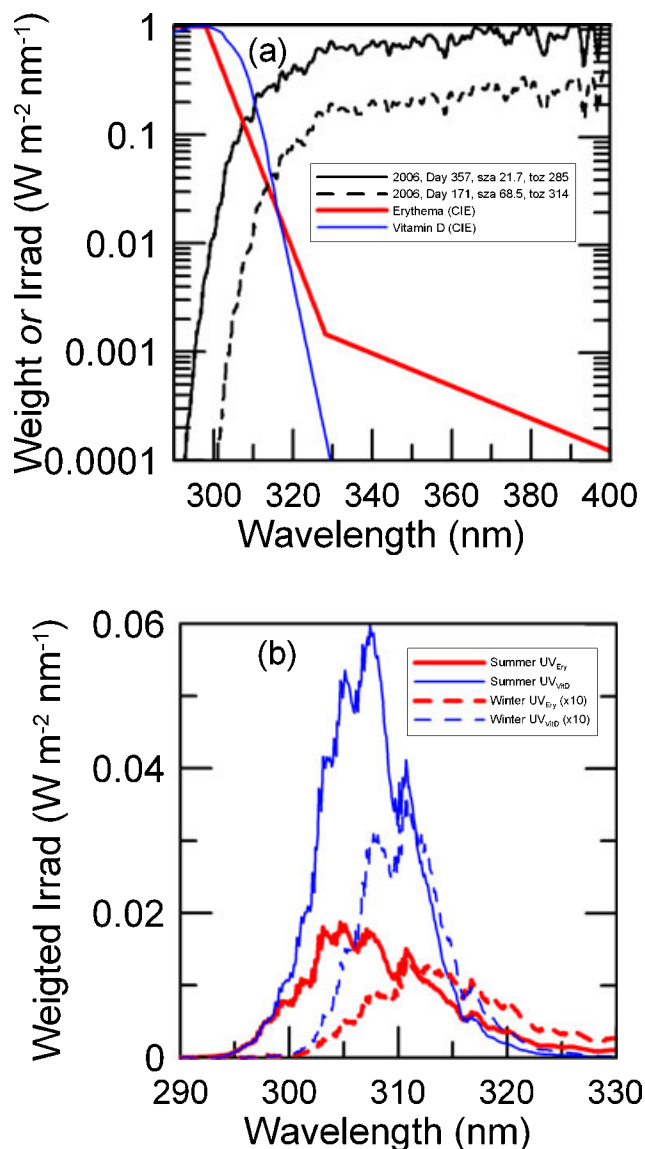 (a)
Weight or Irrad (W m-2 nm-1)
1
0.1
0.01
0.001
0.0001
2006, Day 357, sza 21.7, toz 285
2006, Day 171, sza 68.5, toz 314
Erythema (CIE)
Vitamin D (CIE)
300 320 340 360 380 400
Wavelength (nm)
(b)
Weigted Irrad (W m-2 nm-1)
0.06
0.04
0.02
0
Summer UVEry
Summer UVVitD
Winter UVEry (x10)
Winter UVVitD (x10)
290 300 310 320 330
Wavelength (nm)